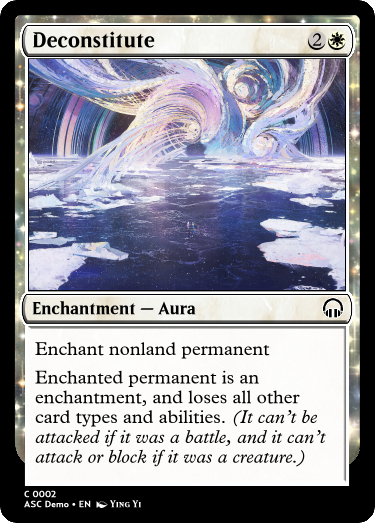 Deconstitute 2
Enchantment — Aura
Enchant nonland permanent
Enchanted permanent is an
enchantment, and loses all other
card types and abilities. (It can't be
attacked if it was a battle, and it can't
attack or block if it was a creature.)
C 0002
ASC Demo • EN Ying Yi